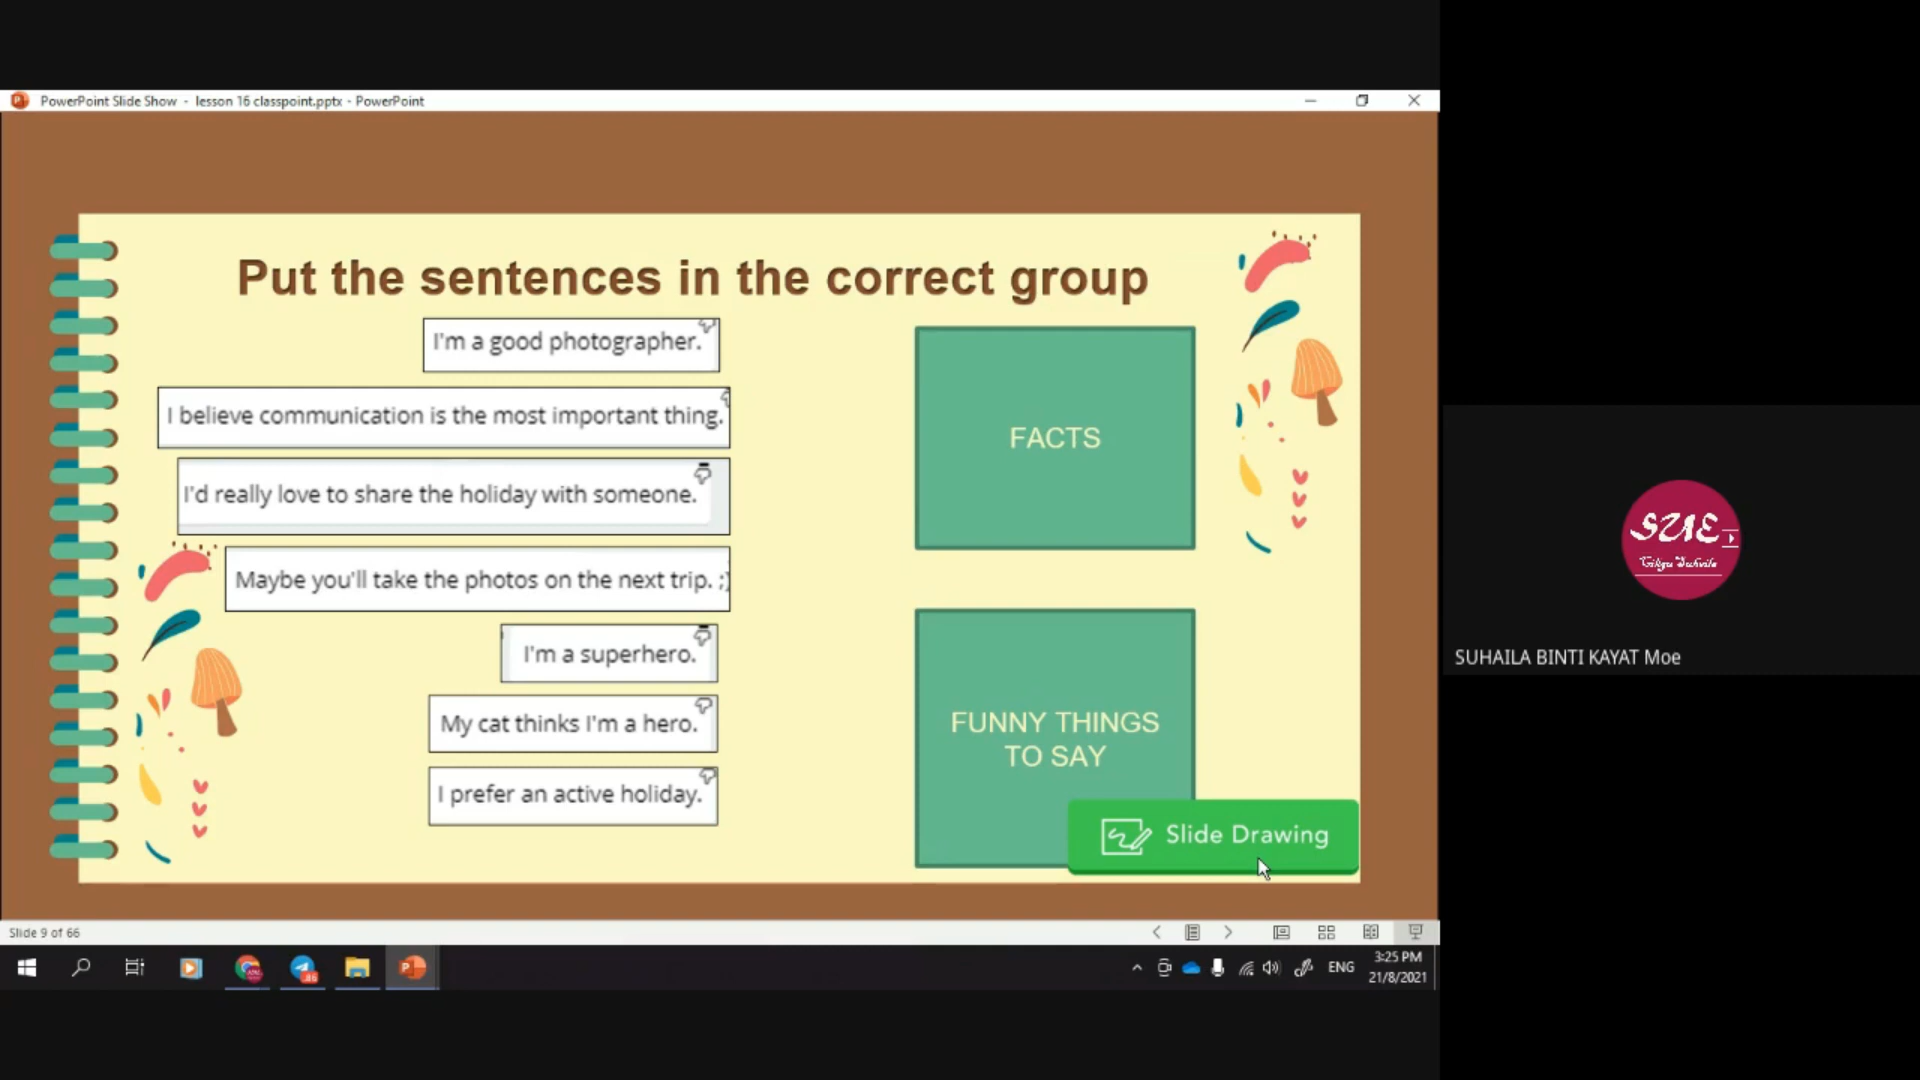 PowerPoint Slide Show - lesson 16 classpoint.pptx - PowerPoint
Put the sentences in the correct group
I'm a good photographer.
I believe communication is the most important thing.
I'd really love to share the holiday with someone.
Maybe you'll take the photos on the next trip. ;)
I'm a superhero.
My cat thinks I'm a hero.
I prefer an active holiday.
FACTS
FUNNY THINGS
TO SAY
Slide Drawing
SUHAILA BINTI KAYAT Moe
Slide 9 of 66
ENG
3:25 PM
21/8/2021